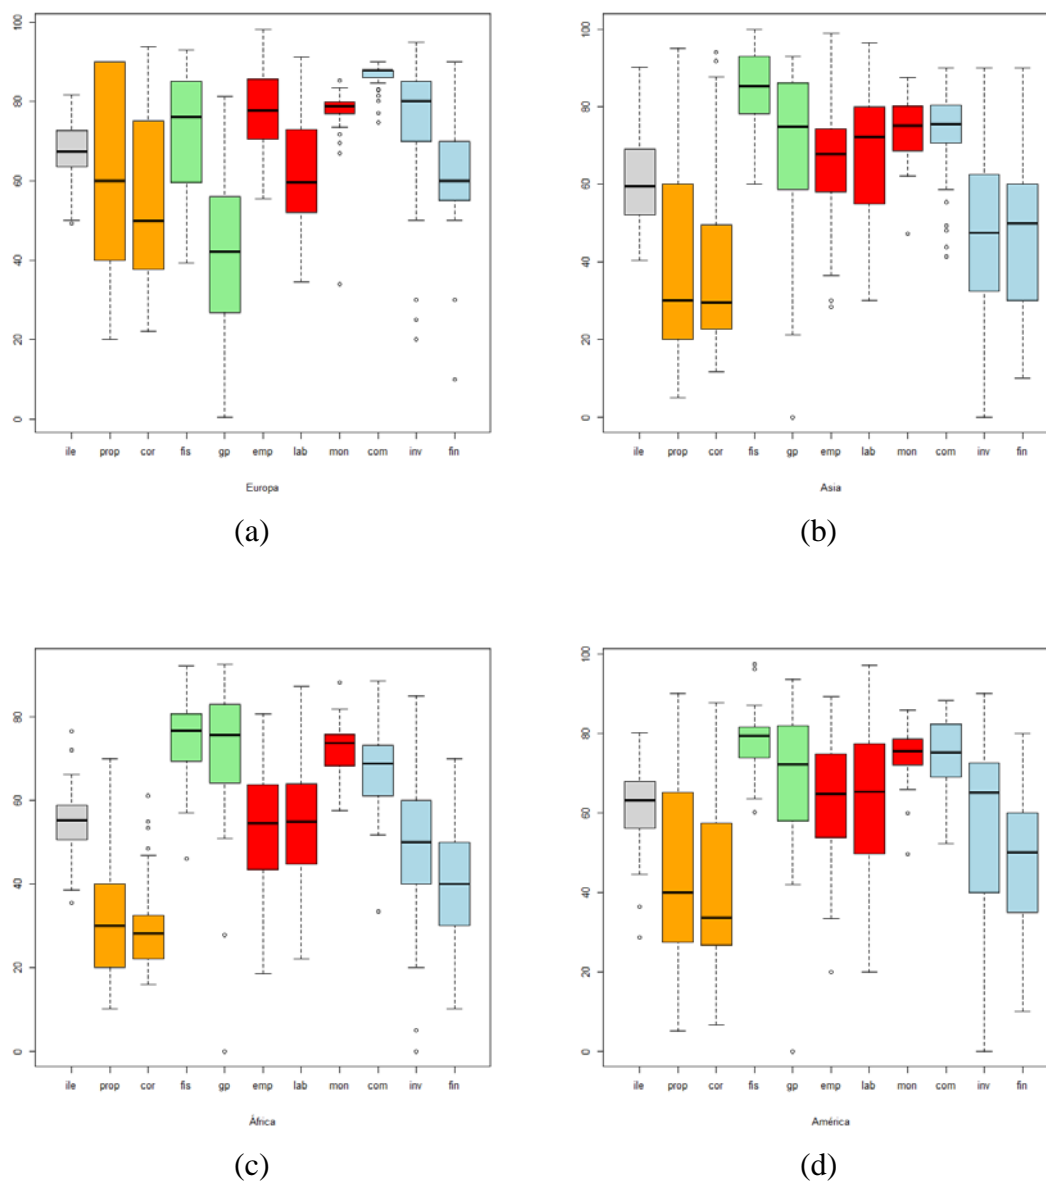 100
80
60
40
20
0
ile prop cor fis gp emp lab mon com inv fin
Europa
(a)
100
80
60
40
20
0
ile prop cor fis gp emp lab mon com inv fin
Asia
(b)
80
60
40
20
0
ile prop cor fis gp emp lab mon com inv fin
África
(c)
100
80
60
40
20
0
ile prop cor fis gp emp lab mon com inv fin
América
(d)